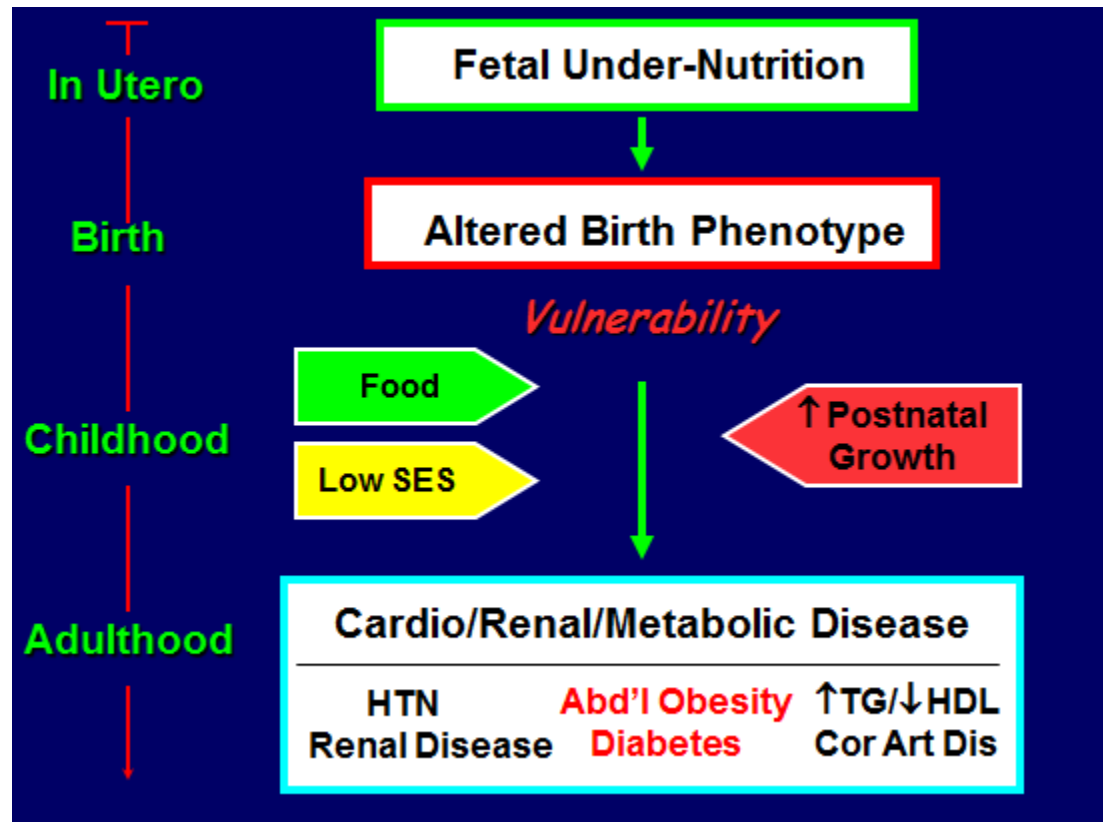 In Utero
Fetal Under-Nutrition
Birth
Altered Birth Phenotype
Vulnerability
Childhood
Food
Low SES
↑ Postnatal
Growth
Adulthood
Cardio/Renal/Metabolic Disease
HTN
Renal Disease
Abd'l Obesity
Diabetes
↑TG/↓HDL
Cor Art Dis